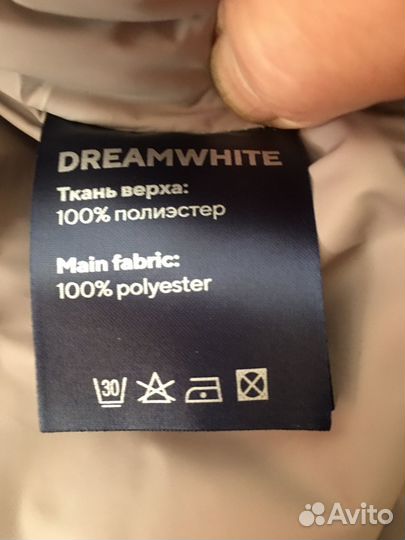 DREAMWHITE
Ткань верха:
100% полиэстер
Main fabric:
100% polyester
30
Avito